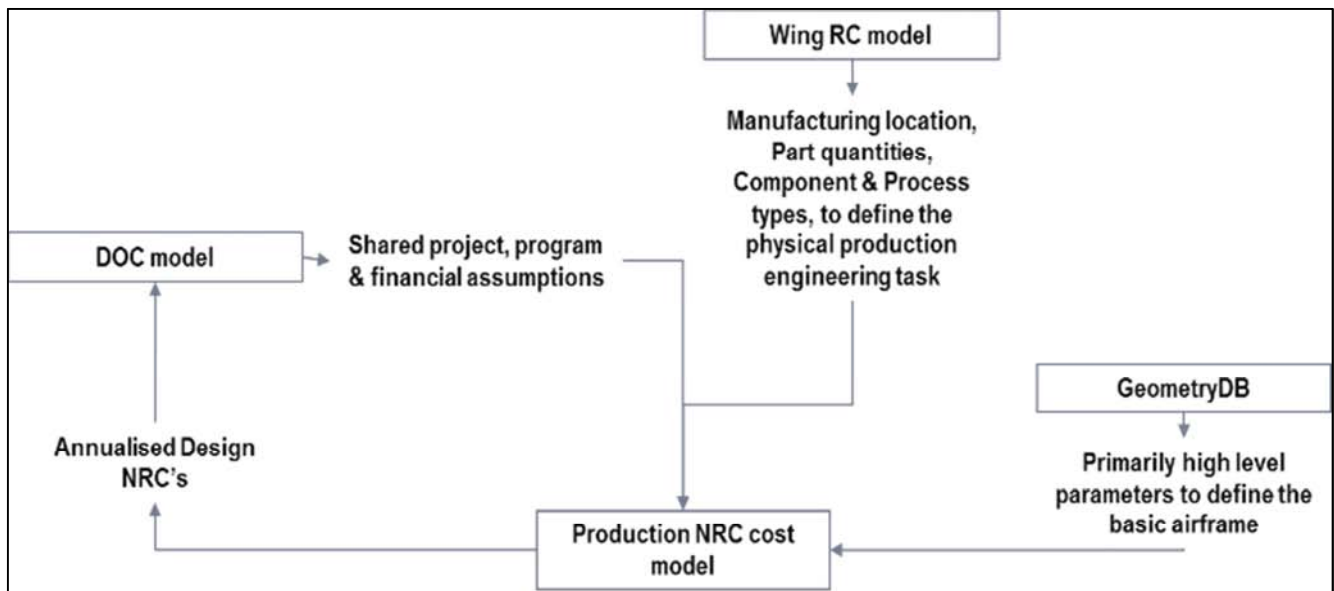 Wing RC model
Manufacturing location,
Part quantities,
Component & Process
types, to define the
physical production
engineering task
DOC model
Shared project, program
& financial assumptions
GeometryDB
Primarily high level
parameters to define the
basic airframe
Annualised Design
NRC's
Production NRC cost
model